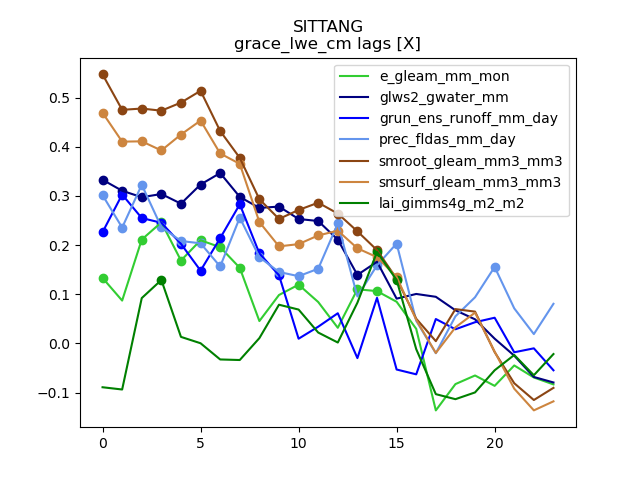 SITTANG
grace_lwe_cm lags [X]
e_gleam_mm_mon
glws2_gwater_mm
grun_ens_runoff_mm_day
prec_fldas_mm_day
smroot_gleam_mm3_mm3
smsurf_gleam_mm3_mm3
lai_gimms4g_m2_m2
0.5
0.4
0.3
0.2
0.1
0.0
−0.1
0 5 10 15 20